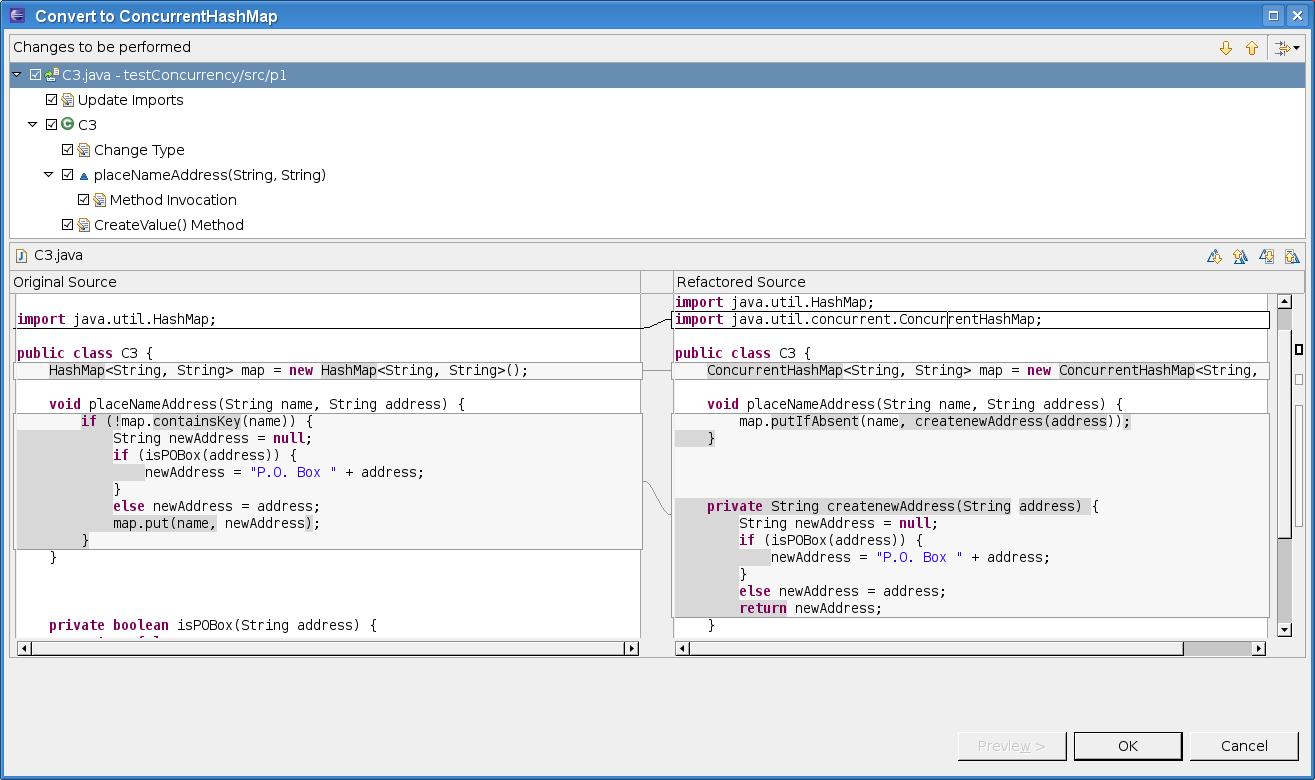 Convert to ConcurrentHashMap
Changes to be performed
C3.java - testConcurrency/src/p1
Update Imports
C3
Change Type
placeNameAddress(String, String)
Method Invocation
CreateValue() Method
C3.java
Original Source
import java.util.HashMap;
public class C3 {
HashMap<String, String> map = new HashMap<String, String>();
void placeNameAddress(String name, String address) {
if (!map.containsKey(name)) {
String newAddress = null;
if (isPOBox(address)) {
newAddress = "P.O. Box " + address;
}
else newAddress = address;
map.put(name, newAddress);
}
}
private boolean isPOBox(String address) {
Refactored Source
import java.util.HashMap;
import java.util.concurrent.ConcurrentHashMap;
public class C3 {
ConcurrentHashMap<String, String> map = new ConcurrentHashMap<String,
void placeNameAddress(String name, String address) {
map.putIfAbsent(name, createnewAddress(address));
}
private String createnewAddress(String address) {
String newAddress = null;
if (isPOBox(address)) {
newAddress = "P.O. Box " + address;
}
else newAddress = address;
return newAddress;
}
Preview >
OK
Cancel